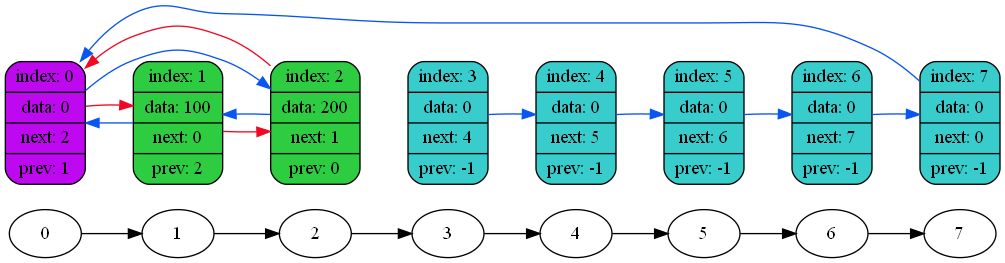 index: 0
data: 0
next: 2
prev: 1
index: 1
data: 100
next: 0
prev: 2
index: 2
data: 200
next: 1
prev: 0
index: 3
data: 0
next: 4
prev: -1
index: 4
data: 0
next: 5
prev: -1
index: 5
data: 0
next: 6
prev: -1
index: 6
data: 0
next: 7
prev: -1
index: 7
data: 0
next: 0
prev: -1
0
1
2
3
4
5
6
7